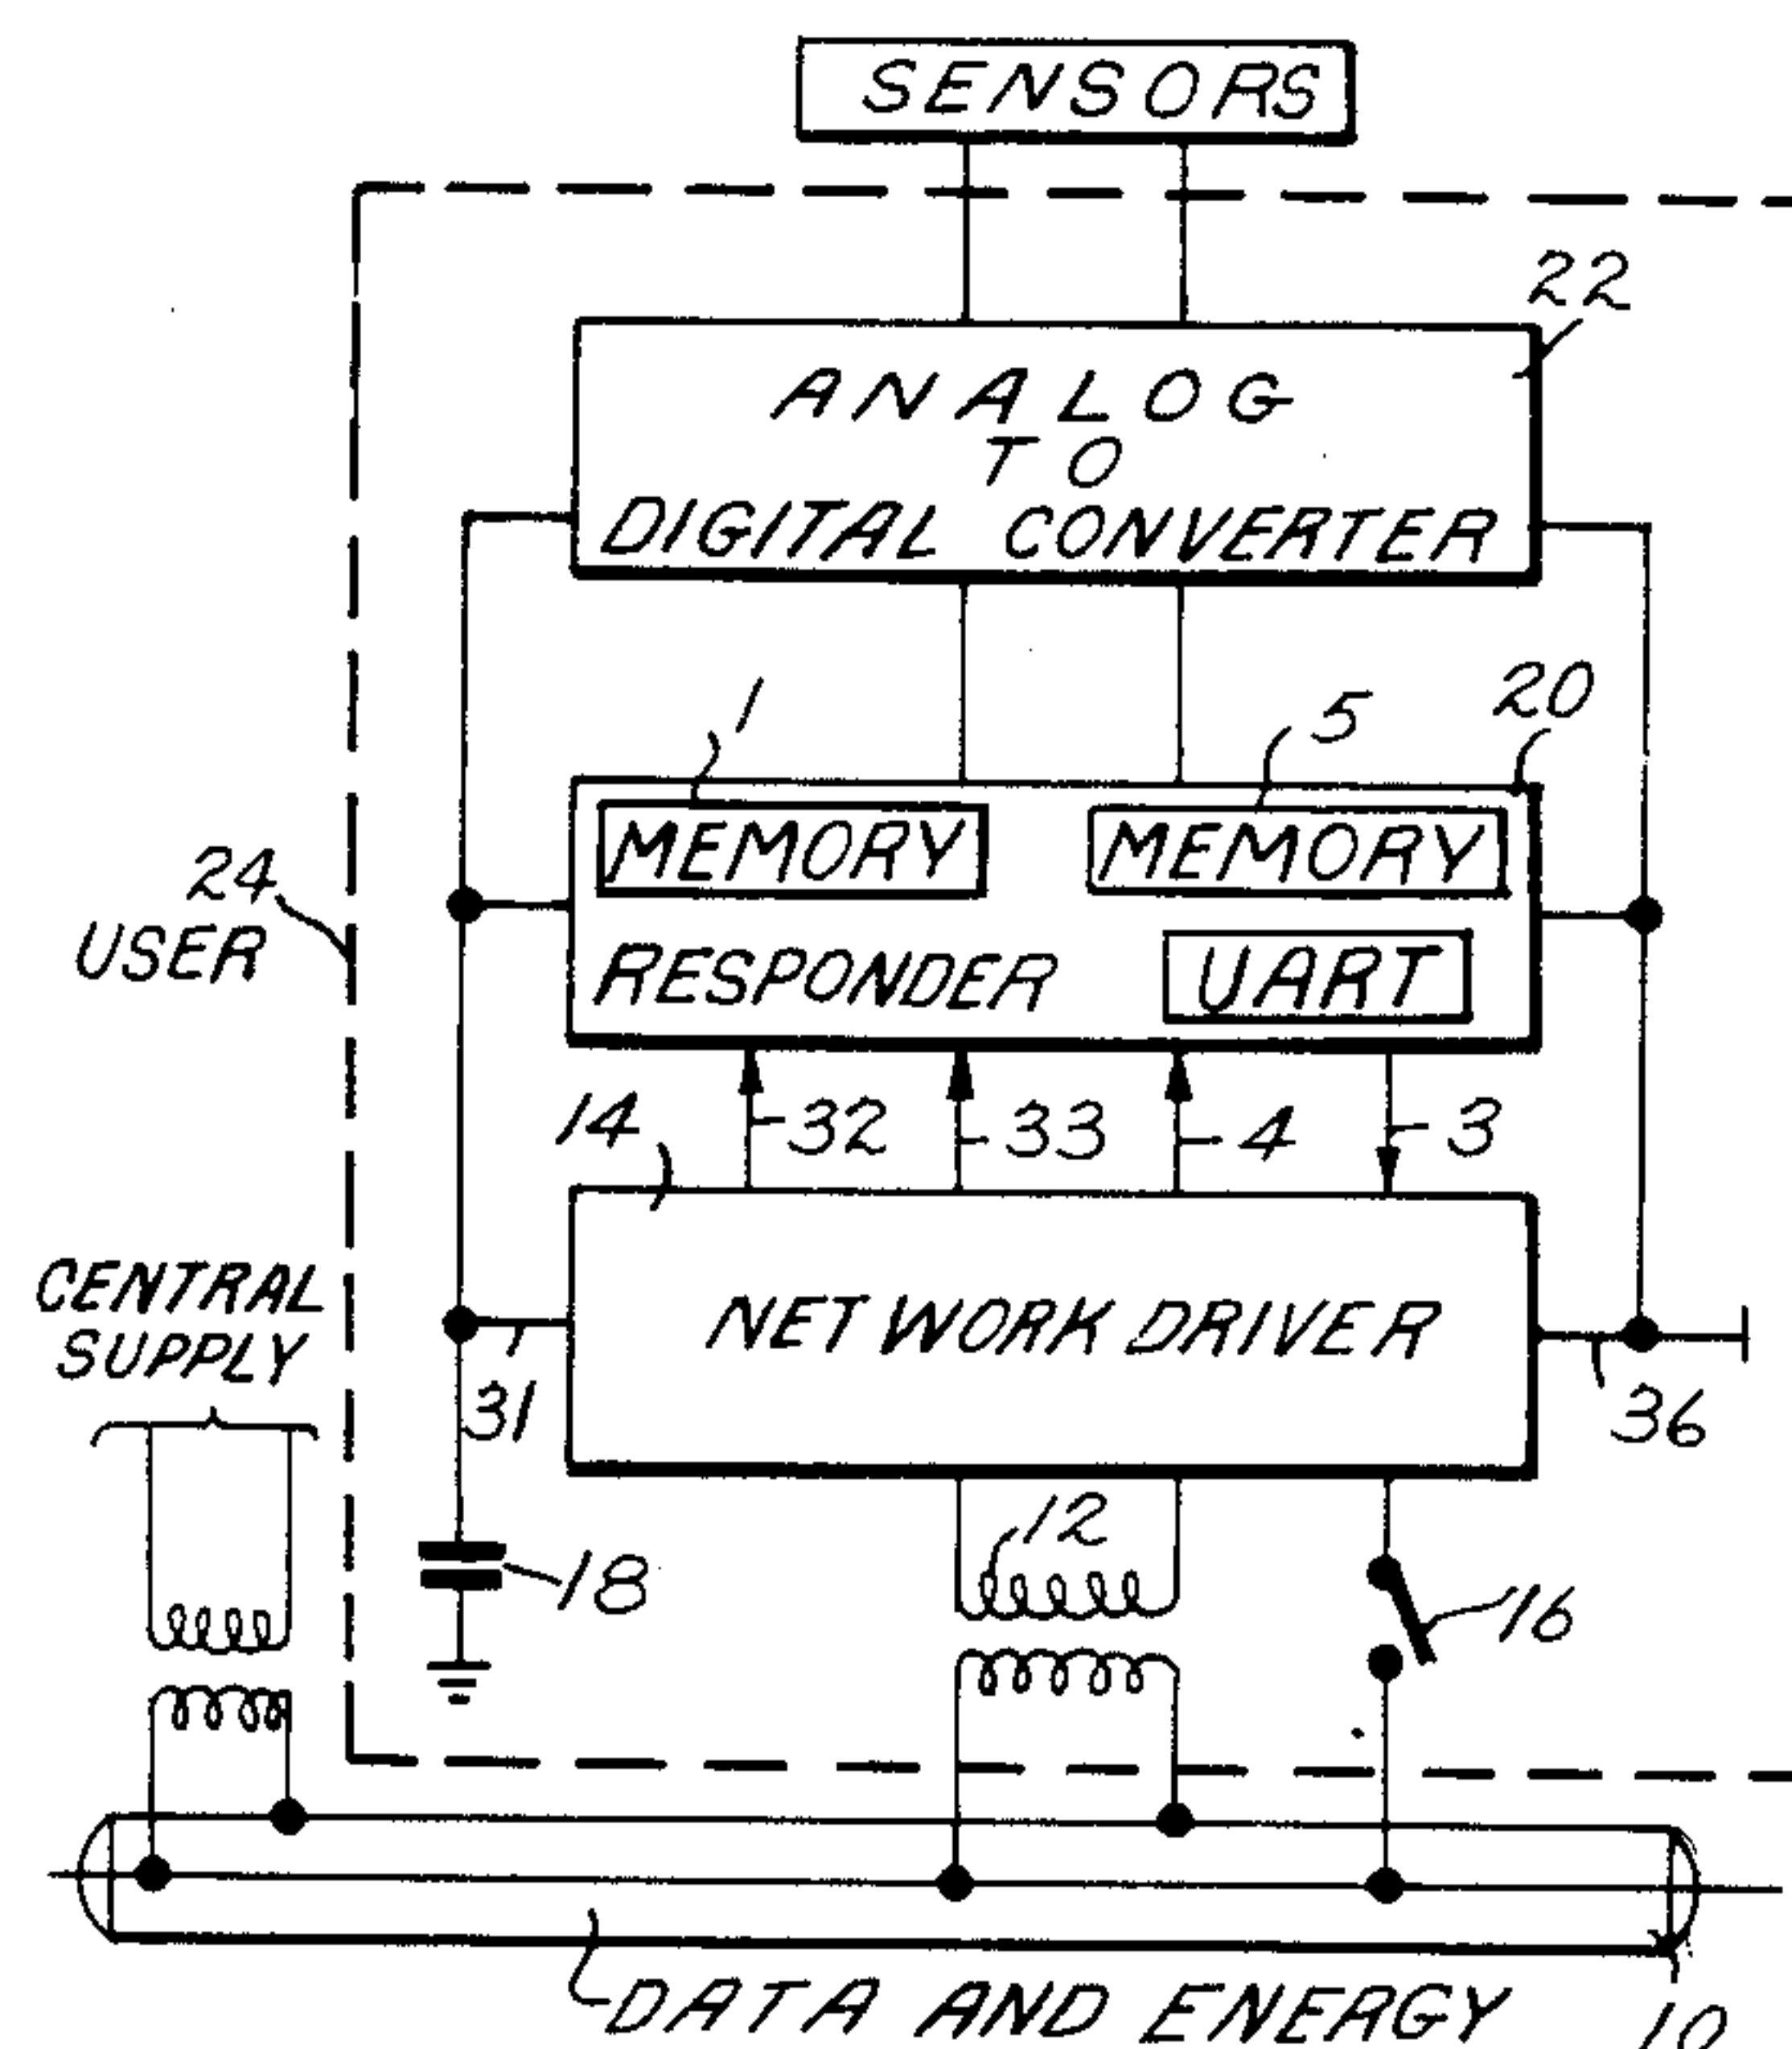 SENSORS
22
ANALOG
TO
DIGITAL CONVERTER
1
5
20
MEMORY
MEMORY
24
USER
RESPONDER
UART
14
32
33
4
3
CENTRAL
SUPPLY
NETWORK DRIVER
31
36
12
18
16
DATA AND ENERGY
10